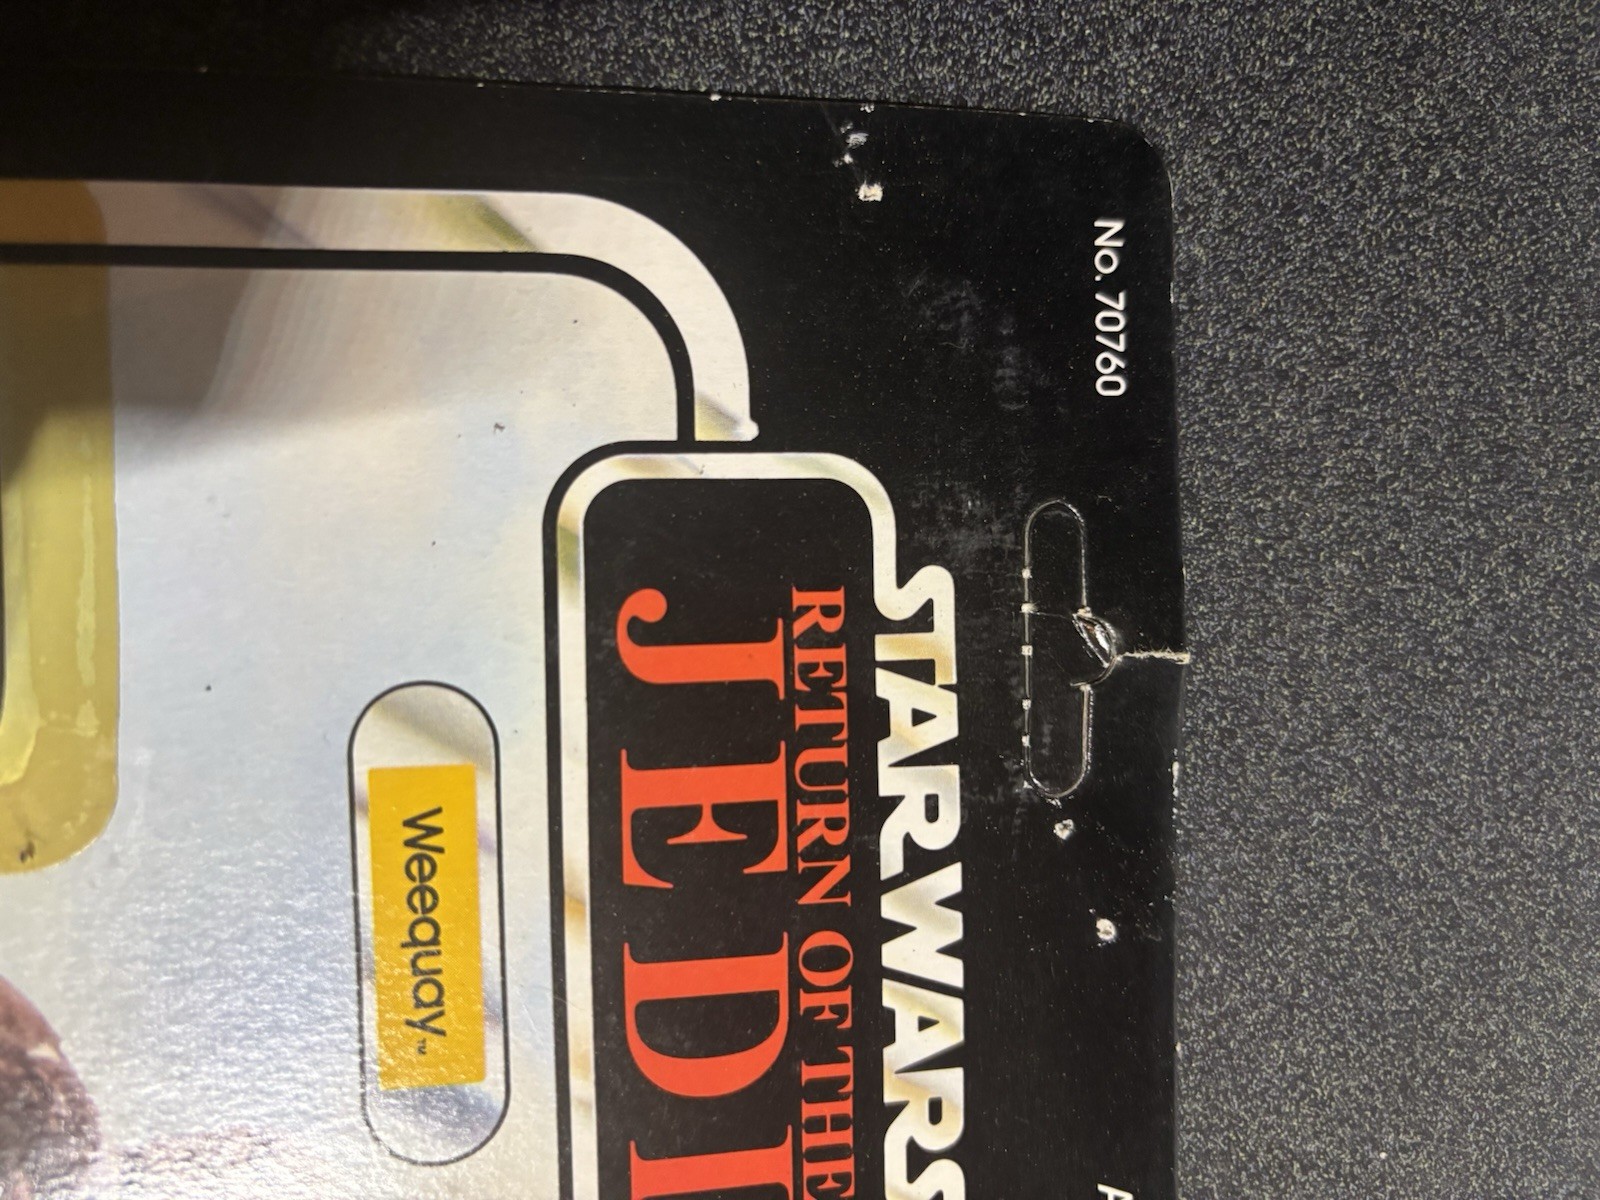 No. 70760
STAR WARS
RETURN OF THE
JEDI
Weequay™